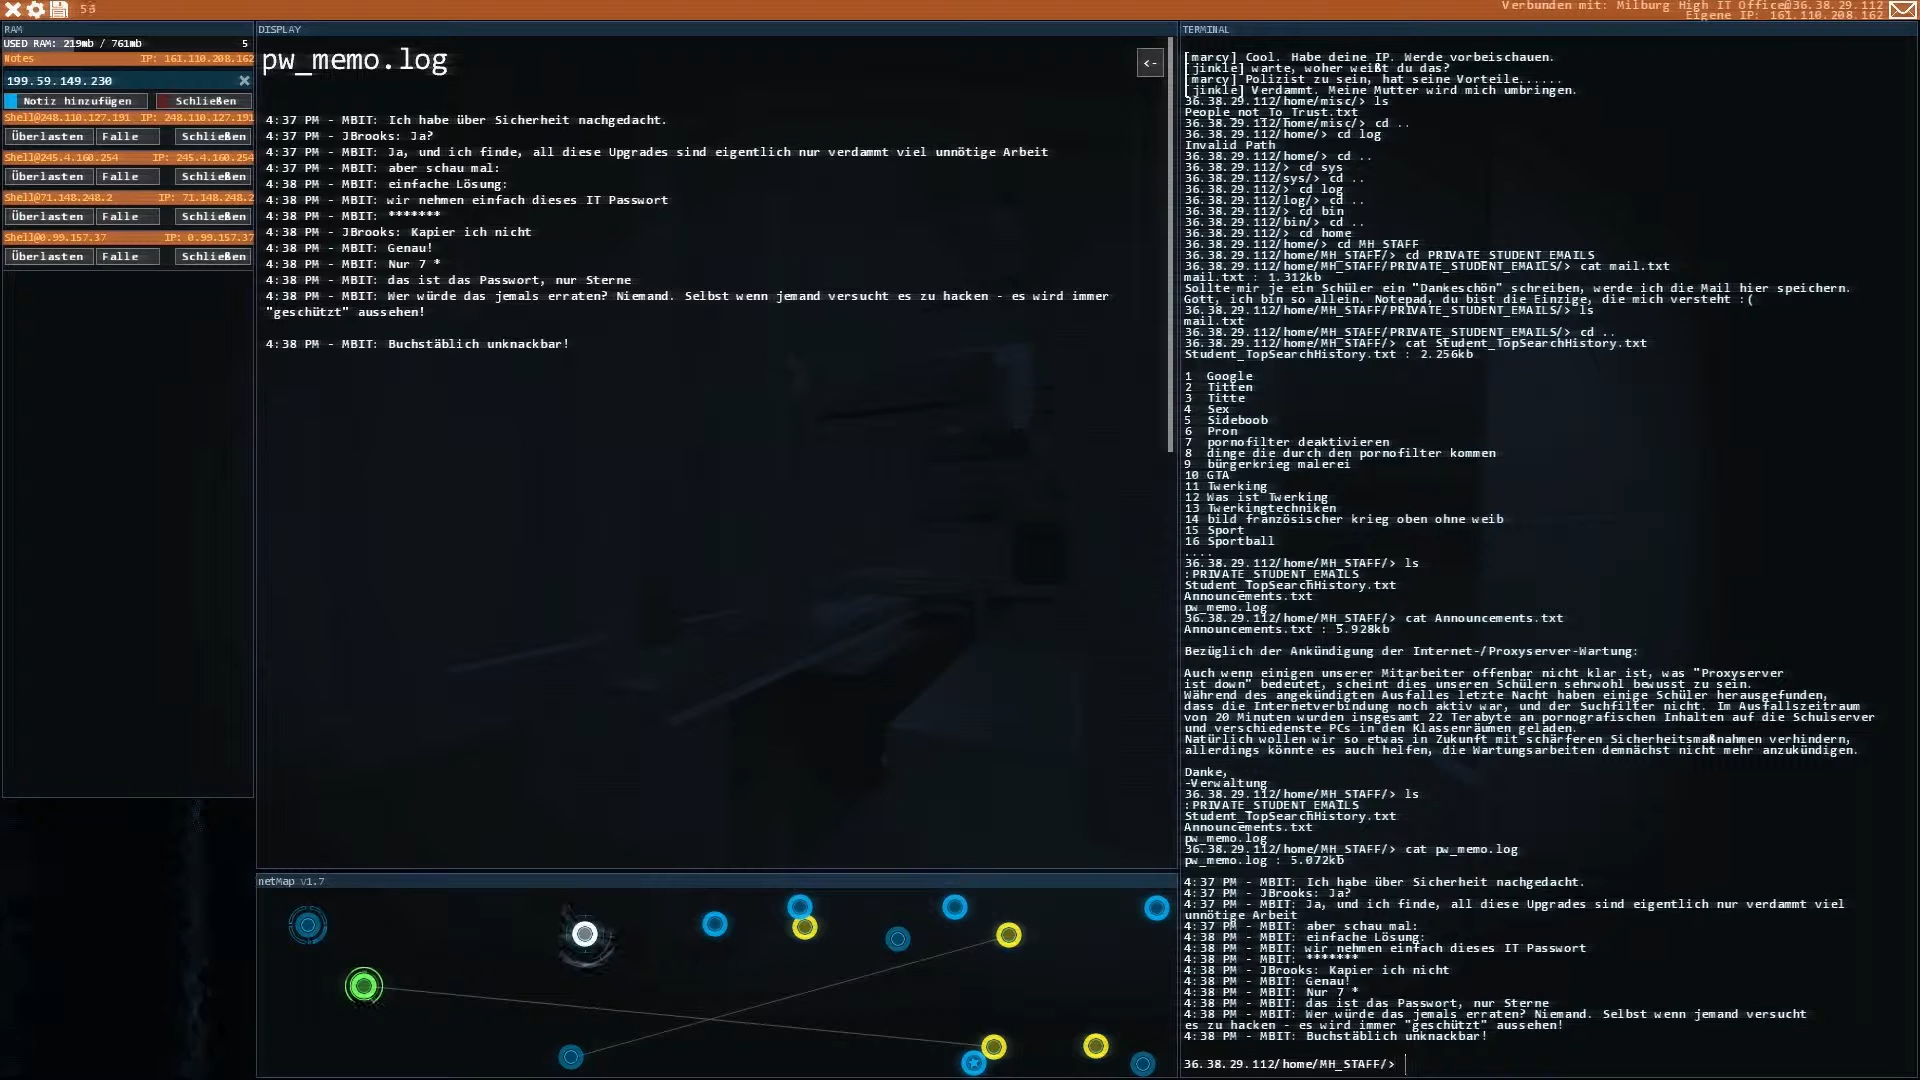 53
Verbunden mit: Milburg High IT Office@36.38.29.112
Eigene IP: 161.110.208.162
RAM
USED RAM: 219mb / 761mb 5
Notes IP: 161.110.208.162
199.59.149.230
Notiz hinzufügen Schließen
Shell@248.110.127.191 IP: 248.110.127.191
Überlasten Falle Schließen
Shell@245.4.160.254 IP: 245.4.160.254
Überlasten Falle Schließen
Shell@71.148.248.2 IP: 71.148.248.2
Überlasten Falle Schließen
Shell@0.99.157.37 IP: 0.99.157.37
Überlasten Falle Schließen
DISPLAY
pw_memo.log
<-
4:37 PM - MBIT: Ich habe über Sicherheit nachgedacht.
4:37 PM - JBrooks: Ja?
4:37 PM - MBIT: Ja, und ich finde, all diese Upgrades sind eigentlich nur verdammt viel unnötige Arbeit
4:37 PM - MBIT: aber schau mal:
4:38 PM - MBIT: einfache Lösung:
4:38 PM - MBIT: wir nehmen einfach dieses IT Passwort
4:38 PM - MBIT: *******
4:38 PM - JBrooks: Kapier ich nicht
4:38 PM - MBIT: Genau!
4:38 PM - MBIT: Nur 7 *
4:38 PM - MBIT: das ist das Passwort, nur Sterne
4:38 PM - MBIT: Wer würde das jemals erraten? Niemand. Selbst wenn jemand versucht es zu hacken - es wird immer
"geschützt" aussehen!
4:38 PM - MBIT: Buchstäblich unknackbar!
netMap v1.7
TERMINAL
[marcy] Cool. Habe deine IP. Werde vorbeischauen.
[jinkle] warte, woher weißt du das?
[marcy] Polizist zu sein, hat seine Vorteile......
[jinkle] Verdammt. Meine Mutter wird mich umbringen.
36.38.29.112/home/misc/> ls
People not To Trust.txt
36.38.29.112/home/misc/> cd ..
36.38.29.112/home/> cd log
Invalid Path
36.38.29.112/home/> cd ..
36.38.29.112/> cd sys
36.38.29.112/sys/> cd ..
36.38.29.112/> cd log
36.38.29.112/log/> cd ..
36.38.29.112/> cd bin
36.38.29.112/bin/> cd ..
36.38.29.112/> cd home
36.38.29.112/home/> cd MH_STAFF
36.38.29.112/home/MH_STAFF/> cd PRIVATE_STUDENT_EMAILS
36.38.29.112/home/MH_STAFF/PRIVATE_STUDENT_EMAILS/> cat mail.txt
mail.txt : 1.312kb
Sollte mir je ein Schüler ein "Dankeschön" schreiben, werde ich die Mail hier speichern.
Gott, ich bin so allein. Notepad, du bist die Einzige, die mich versteht :(
36.38.29.112/home/MH_STAFF/PRIVATE_STUDENT_EMAILS/> ls
mail.txt
36.38.29.112/home/MH_STAFF/PRIVATE_STUDENT_EMAILS/> cd ..
36.38.29.112/home/MH_STAFF/> cat Student_TopSearchHistory.txt
Student_TopSearchHistory.txt : 2.256kb
1 Google
2 Titten
3 Titte
4 Sex
5 Sideboob
6 Pron
7 pornofilter deaktivieren
8 dinge die durch den pornofilter kommen
9 bürgerkrieg malerei
10 GTA
11 Twerking
12 Was ist Twerking
13 Twerkingtechniken
14 bild französischer krieg oben ohne weib
15 Sport
16 Sportball
....
36.38.29.112/home/MH_STAFF/> ls
:PRIVATE_STUDENT_EMAILS
Student_TopSearchHistory.txt
Announcements.txt
pw_memo.log
36.38.29.112/home/MH_STAFF/> cat Announcements.txt
Announcements.txt : 5.928kb
Bezüglich der Ankündigung der Internet-/Proxyserver-Wartung:
Auch wenn einigen unserer Mitarbeiter offenbar nicht klar ist, was "Proxyserver
ist down" bedeutet, scheint dies unseren Schülern sehrwohl bewusst zu sein.
Während des angekündigten Ausfalles letzte Nacht haben einige Schüler herausgefunden,
dass die Internetverbindung noch aktiv war, und der Suchfilter nicht. Im Ausfallszeitraum
von 20 Minuten wurden insgesamt 22 Terabyte an pornografischen Inhalten auf die Schulserver
und verschiedenste PCs in den Klassenräumen geladen.
Natürlich wollen wir so etwas in Zukunft mit schärferen Sicherheitsmaßnahmen verhindern,
allerdings könnte es auch helfen, die Wartungsarbeiten demnächst nicht mehr anzukündigen.
Danke,
-Verwaltung
36.38.29.112/home/MH_STAFF/> ls
:PRIVATE_STUDENT_EMAILS
Student_TopSearchHistory.txt
Announcements.txt
pw_memo.log
36.38.29.112/home/MH_STAFF/> cat pw_memo.log
pw_memo.log : 5.072kb
4:37 PM - MBIT: Ich habe über Sicherheit nachgedacht.
4:37 PM - JBrooks: Ja?
4:37 PM - MBIT: Ja, und ich finde, all diese Upgrades sind eigentlich nur verdammt viel
unnötige Arbeit
4:37 PM - MBIT: aber schau mal:
4:38 PM - MBIT: einfache Lösung:
4:38 PM - MBIT: wir nehmen einfach dieses IT Passwort
4:38 PM - MBIT: *******
4:38 PM - JBrooks: Kapier ich nicht
4:38 PM - MBIT: Genau!
4:38 PM - MBIT: Nur 7 *
4:38 PM - MBIT: das ist das Passwort, nur Sterne
4:38 PM - MBIT: Wer würde das jemals erraten? Niemand. Selbst wenn jemand versucht
es zu hacken - es wird immer "geschützt" aussehen!
4:38 PM - MBIT: Buchstäblich unknackbar!
36.38.29.112/home/MH_STAFF/>